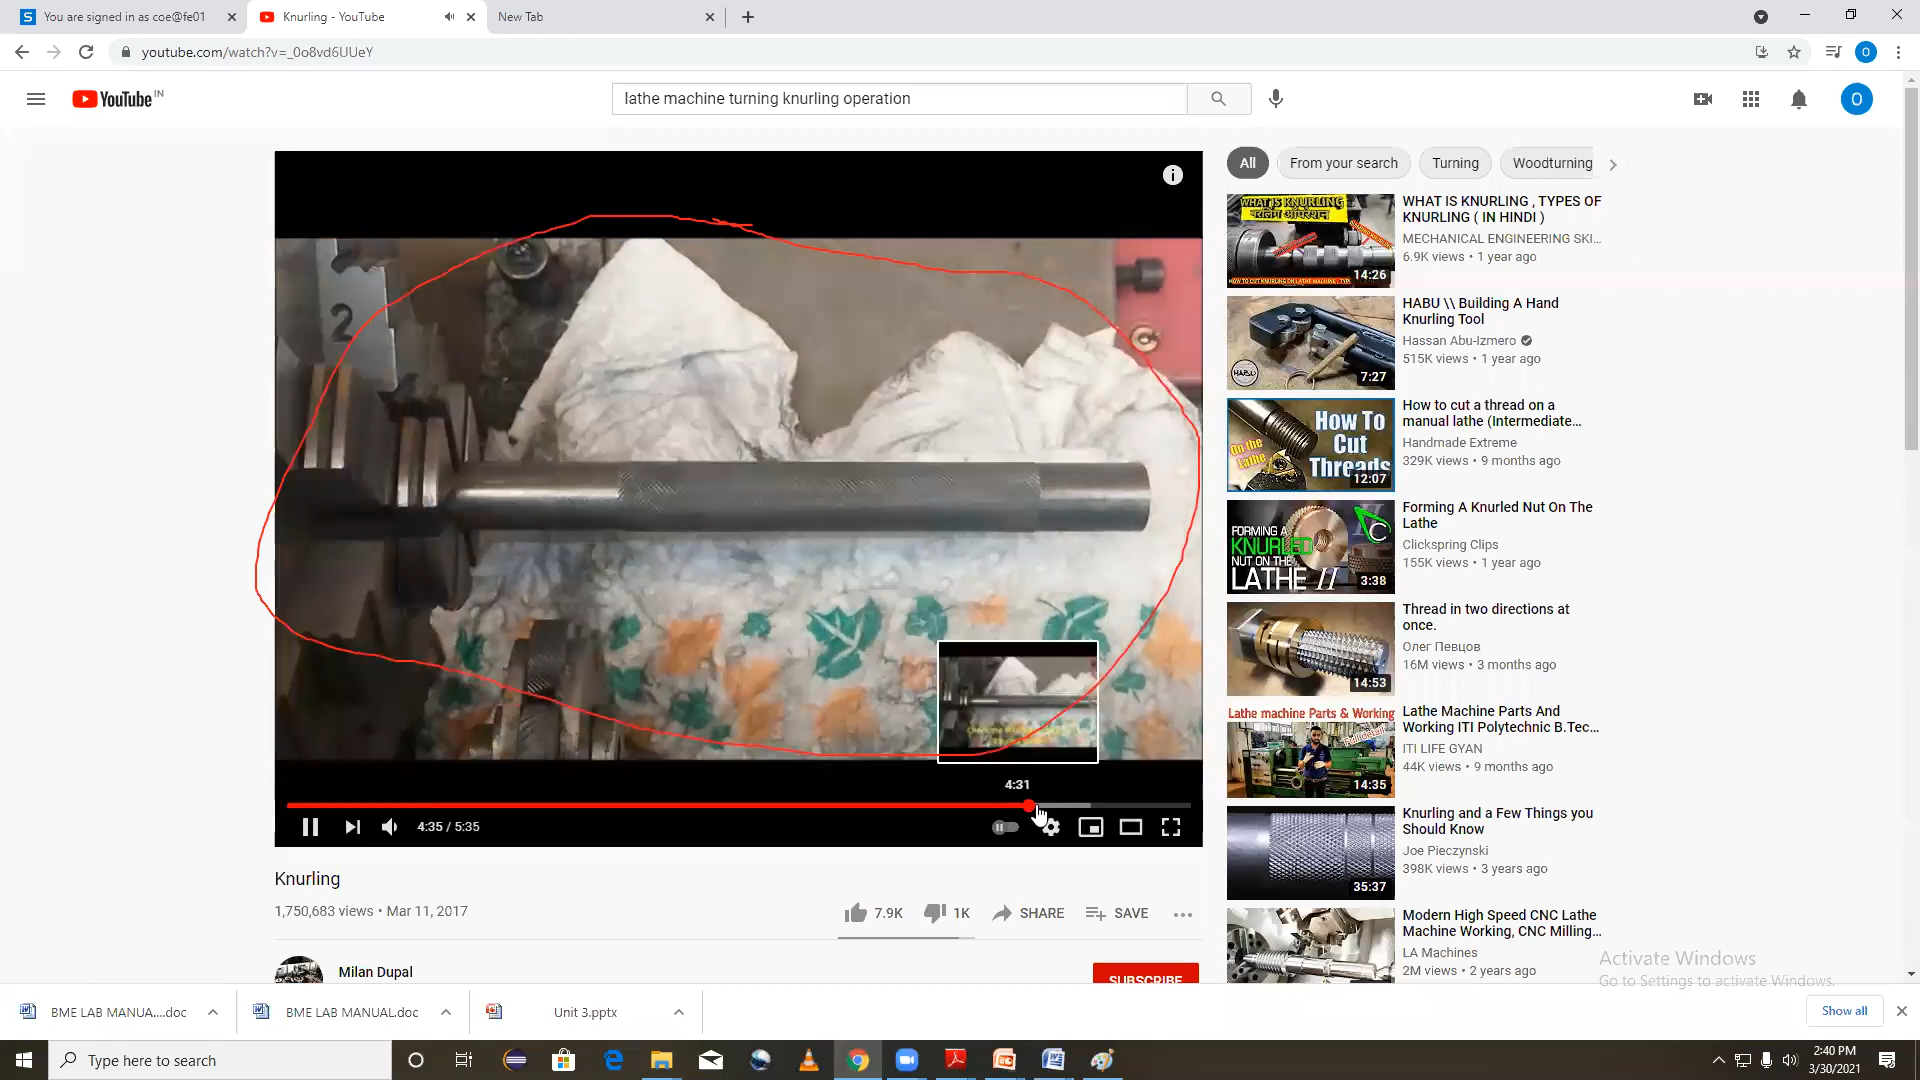 You are signed in as coe@fe01
Knurling - YouTube
New Tab
youtube.com/watch?v=_0o8vd6UUeY
YouTube IN
lathe machine turning knurling operation
O
O
2
i
4:31
4:35 / 5:35
Knurling
1,750,683 views • Mar 11, 2017
7.9K
1K
SHARE
SAVE
Milan Dupal
SUBSCRIBE
All
From your search
Turning
Woodturning
WHAT IS KNURLING
14:26
WHAT IS KNURLING , TYPES OF
KNURLING ( IN HINDI )
MECHANICAL ENGINEERING SKI...
6.9K views • 1 year ago
HABU
7:27
HABU \\ Building A Hand
Knurling Tool
Hassan Abu-Izmero
515K views • 1 year ago
How To
Cut
Threads
On the
Lathe
12:07
How to cut a thread on a
manual lathe (Intermediate...
Handmade Extreme
329K views • 9 months ago
FORMING A
KNURLED
NUT ON THE
LATHE II
3:38
Forming A Knurled Nut On The
Lathe
Clickspring Clips
155K views • 1 year ago
14:53
Thread in two directions at
once.
Олег Певцов
16M views • 3 months ago
Lathe machine Parts & Working
Full detail
14:35
Lathe Machine Parts And
Working ITI Polytechnic B.Tec...
ITI LIFE GYAN
44K views • 9 months ago
35:37
Knurling and a Few Things you
Should Know
Joe Pieczynski
398K views • 3 years ago
Modern High Speed CNC Lathe
Machine Working, CNC Milling...
LA Machines
2M views • 2 years ago
Activate Windows
Go to Settings to activate Windows.
BME LAB MANUA....doc
BME LAB MANUAL.doc
Unit 3.pptx
Show all
Type here to search
2:40 PM
3/30/2021